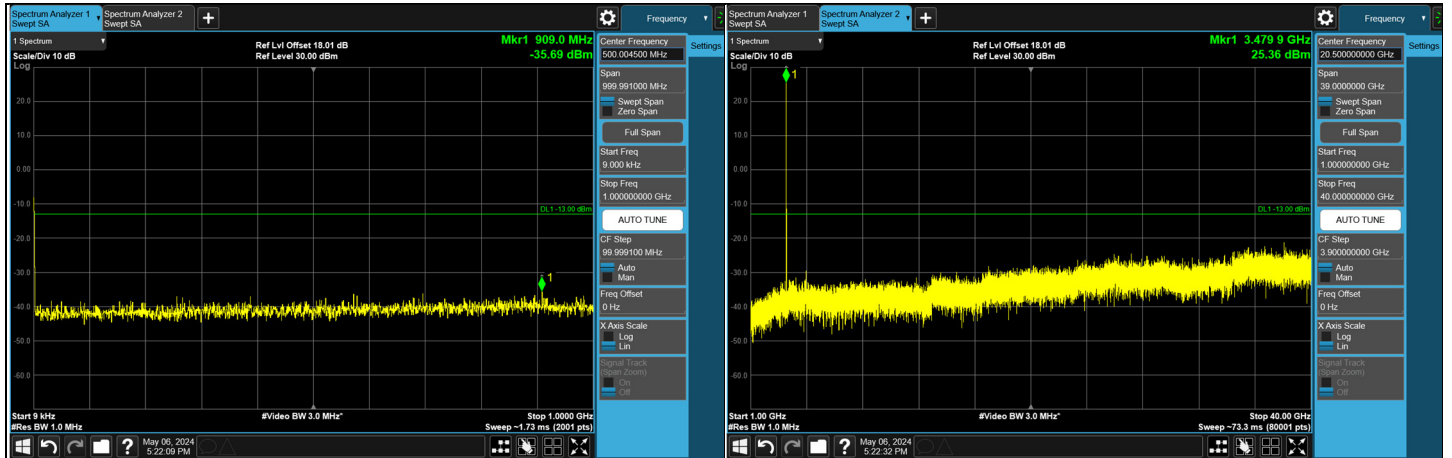 Spectrum Analyzer 1
Swept SA
Spectrum Analyzer 2
Swept SA
+
Frequency
1 Spectrum
Scale/Div 10 dB
Log
Ref Lvl Offset 18.01 dB
Ref Level 30.00 dBm
Mkr1 909.0 MHz
-35.69 dBm
1
20.0
10.0
0.00
-10.0
-20.0
-30.0
-40.0
-50.0
-60.0
DL1 -13.00 dBm
Start 9 kHz
#Res BW 1.0 MHz
#Video BW 3.0 MHz*
Stop 1.0000 GHz
Sweep ~1.73 ms (2001 pts)
Center Frequency
500.004500 MHz
Settings
Span
999.991000 MHz
Swept Span
Zero Span
Full Span
Start Freq
9.000 kHz
Stop Freq
1.000000000 GHz
AUTO TUNE
CF Step
99.999100 MHz
Auto
Man
Freq Offset
0 Hz
X Axis Scale
Log
Lin
Signal Track
(Span Zoom)
On
Off
?
May 06, 2024
5:22:09 PM
Spectrum Analyzer 1
Swept SA
Spectrum Analyzer 2
Swept SA
+
Frequency
1 Spectrum
Scale/Div 10 dB
Log
Ref Lvl Offset 18.01 dB
Ref Level 30.00 dBm
Mkr1 3.479 9 GHz
25.36 dBm
1
20.0
10.0
0.00
-10.0
-20.0
-30.0
-40.0
-50.0
-60.0
DL1 -13.00 dBm
Start 1.00 GHz
#Res BW 1.0 MHz
#Video BW 3.0 MHz*
Stop 40.00 GHz
Sweep ~73.3 ms (80001 pts)
Center Frequency
20.500000000 GHz
Settings
Span
39.0000000 GHz
Swept Span
Zero Span
Full Span
Start Freq
1.000000000 GHz
Stop Freq
40.000000000 GHz
AUTO TUNE
CF Step
3.900000000 GHz
Auto
Man
Freq Offset
0 Hz
X Axis Scale
Log
Lin
Signal Track
(Span Zoom)
On
Off
?
May 06, 2024
5:22:32 PM